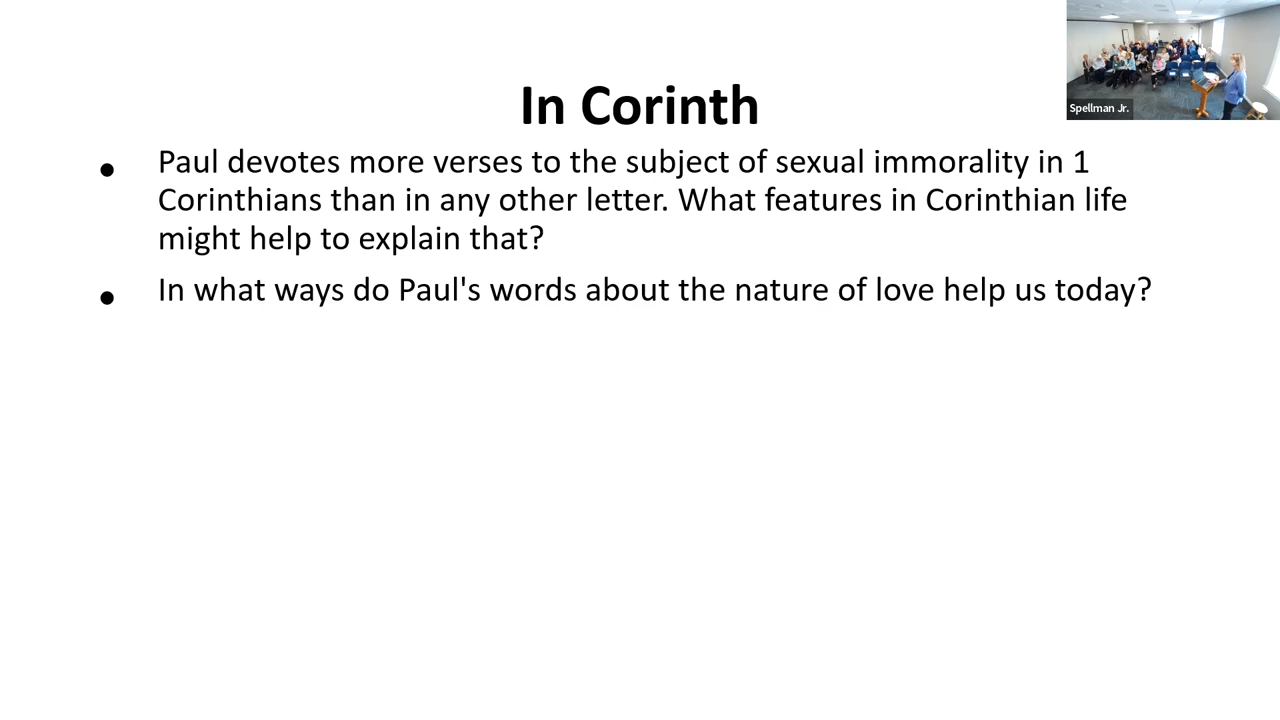 Spellman Jr.
In Corinth
• Paul devotes more verses to the subject of sexual immorality in 1
Corinthians than in any other letter. What features in Corinthian life
might help to explain that?
• In what ways do Paul's words about the nature of love help us today?